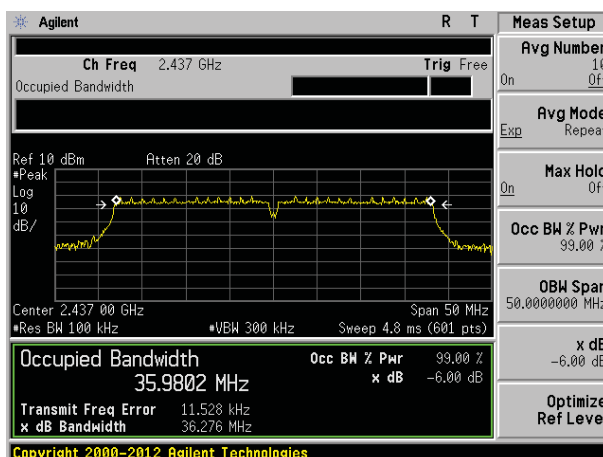 Agilent R T Meas Setup
Ch Freq 2.437 GHz Trig Free
Occupied Bandwidth
Avg Number
10
On Off
Avg Mode
Exp Repeat
Max Hold
On Off
Occ BW % Pwr
99.00 %
OBW Span
50.0000000 MHz
x dB
-6.00 dB
Optimize
Ref Level
Ref 10 dBm Atten 20 dB
#Peak
Log
10
dB/
Center 2.437 00 GHz Span 50 MHz
#Res BW 100 kHz #VBW 300 kHz Sweep 4.8 ms (601 pts)
Occupied Bandwidth Occ BW % Pwr 99.00 %
35.9802 MHz x dB -6.00 dB
Transmit Freq Error 11.528 kHz
x dB Bandwidth 36.276 MHz
Copyright 2000-2012 Agilent Technologies